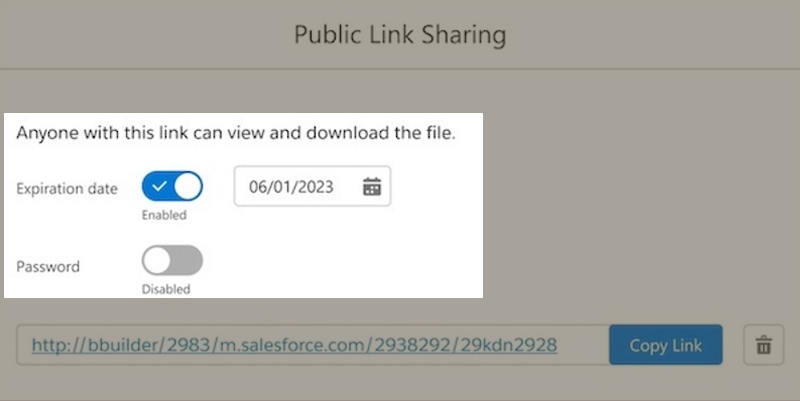 Public Link Sharing
Anyone with this link can view and download the file.
Expiration date
06/01/2023
Enabled
Password
Disabled
http://bbuilder/2983/m.salesforce.com/2938292/29kdn2928 Copy Link